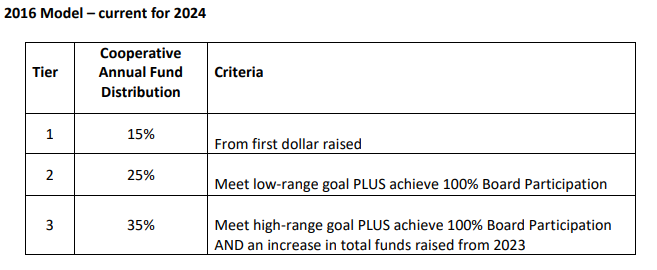 2016 Model – current for 2024
Tier
Cooperative
Annual Fund
Distribution
Criteria
1
15%
From first dollar raised
2
25%
Meet low-range goal PLUS achieve 100% Board Participation
3
35%
Meet high-range goal PLUS achieve 100% Board Participation
AND an increase in total funds raised from 2023